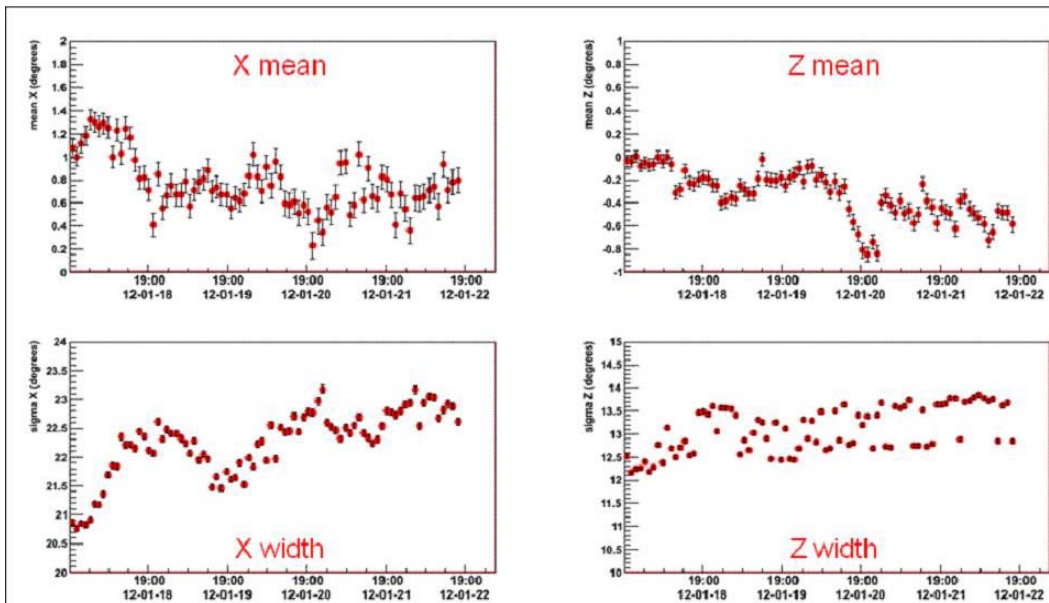 X mean
mean X (degrees)
2
1.8
1.6
1.4
1.2
1
0.8
0.6
0.4
0.2
0
19:00 19:00 19:00 19:00 19:00
12-01-18 12-01-19 12-01-20 12-01-21 12-01-22
Z mean
mean Z (degrees)
1
0.8
0.6
0.4
0.2
0
-0.2
-0.4
-0.6
-0.8
-1
19:00 19:00 19:00 19:00 19:00
12-01-18 12-01-19 12-01-20 12-01-21 12-01-22
sigma X (degrees)
24
23.5
23
22.5
22
21.5
21
20.5
20
X width
19:00 19:00 19:00 19:00 19:00
12-01-18 12-01-19 12-01-20 12-01-21 12-01-22
sigma Z (degrees)
15
14.5
14
13.5
13
12.5
12
11.5
11
10.5
10
Z width
19:00 19:00 19:00 19:00 19:00
12-01-18 12-01-19 12-01-20 12-01-21 12-01-22